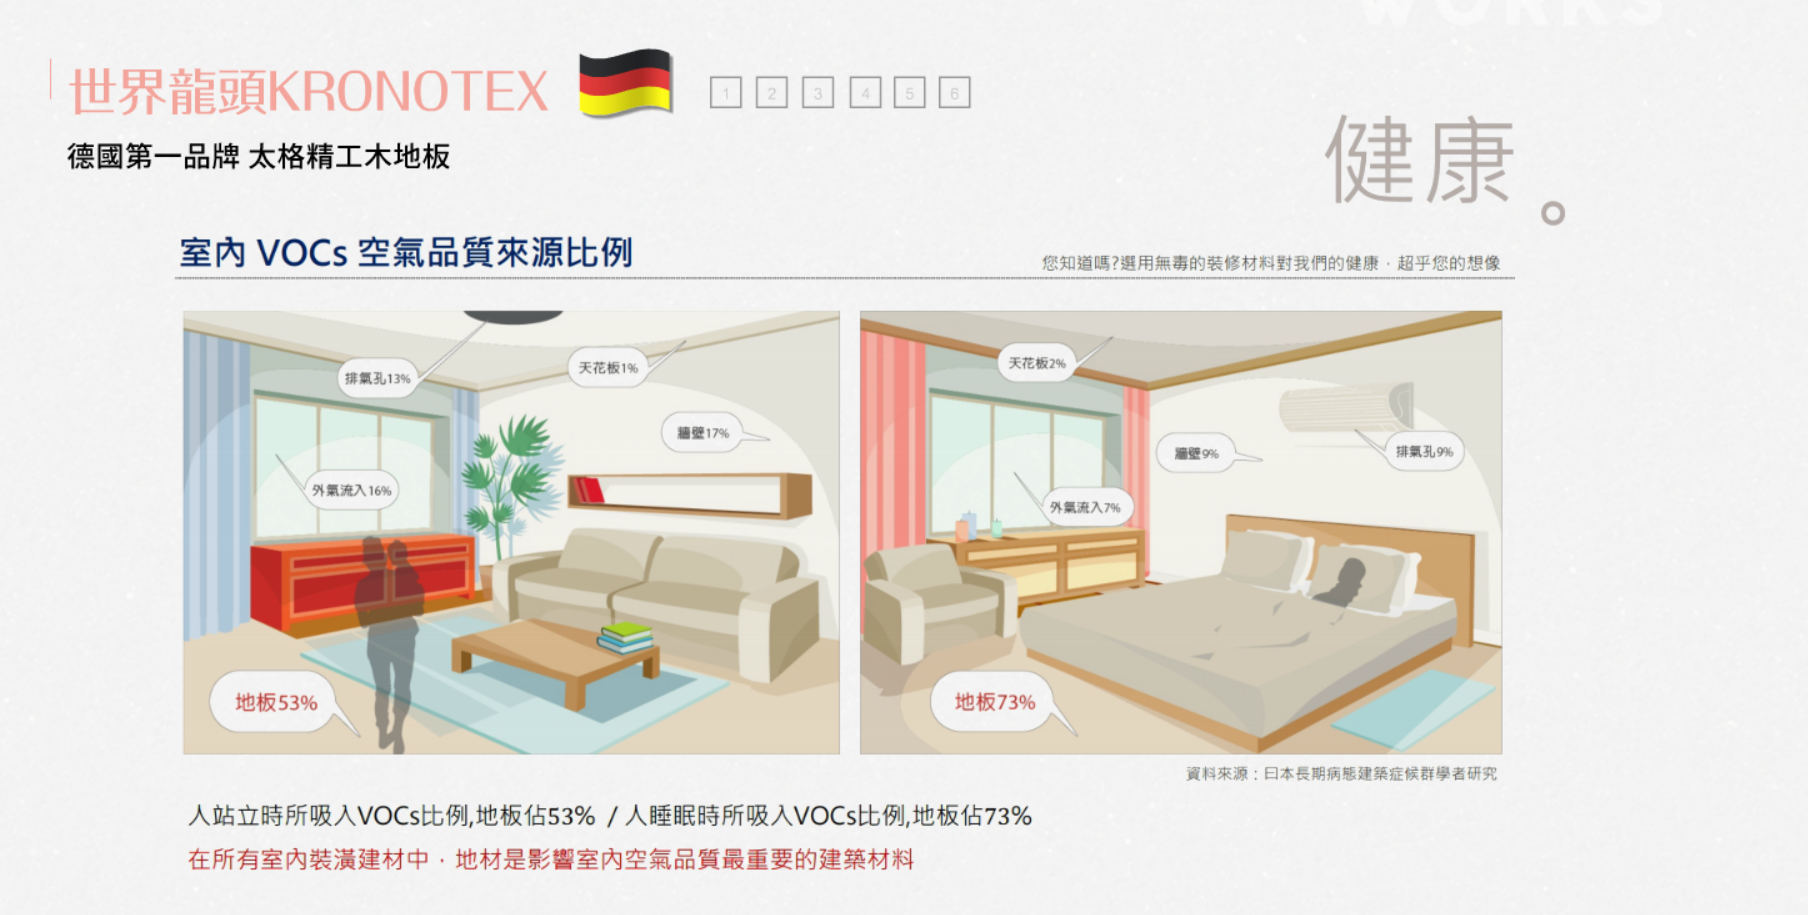 WORKS
世界龍頭KRONOTEX
1 2 3 4 5 6
德國第一品牌 太格精工木地板
健康。
室內 VOCs 空氣品質來源比例
您知道嗎?選用無毒的裝修材料對我們的健康，超乎您的想像
排氣孔13%
天花板1%
牆壁17%
外氣流入16%
地板53%
天花板2%
牆壁9%
排氣孔9%
外氣流入7%
地板73%
資料來源：日本長期病態建築症候群學者研究
人站立時所吸入VOCs比例,地板佔53% / 人睡眠時所吸入VOCs比例,地板佔73%
在所有室內裝潢建材中，地材是影響室內空氣品質最重要的建築材料